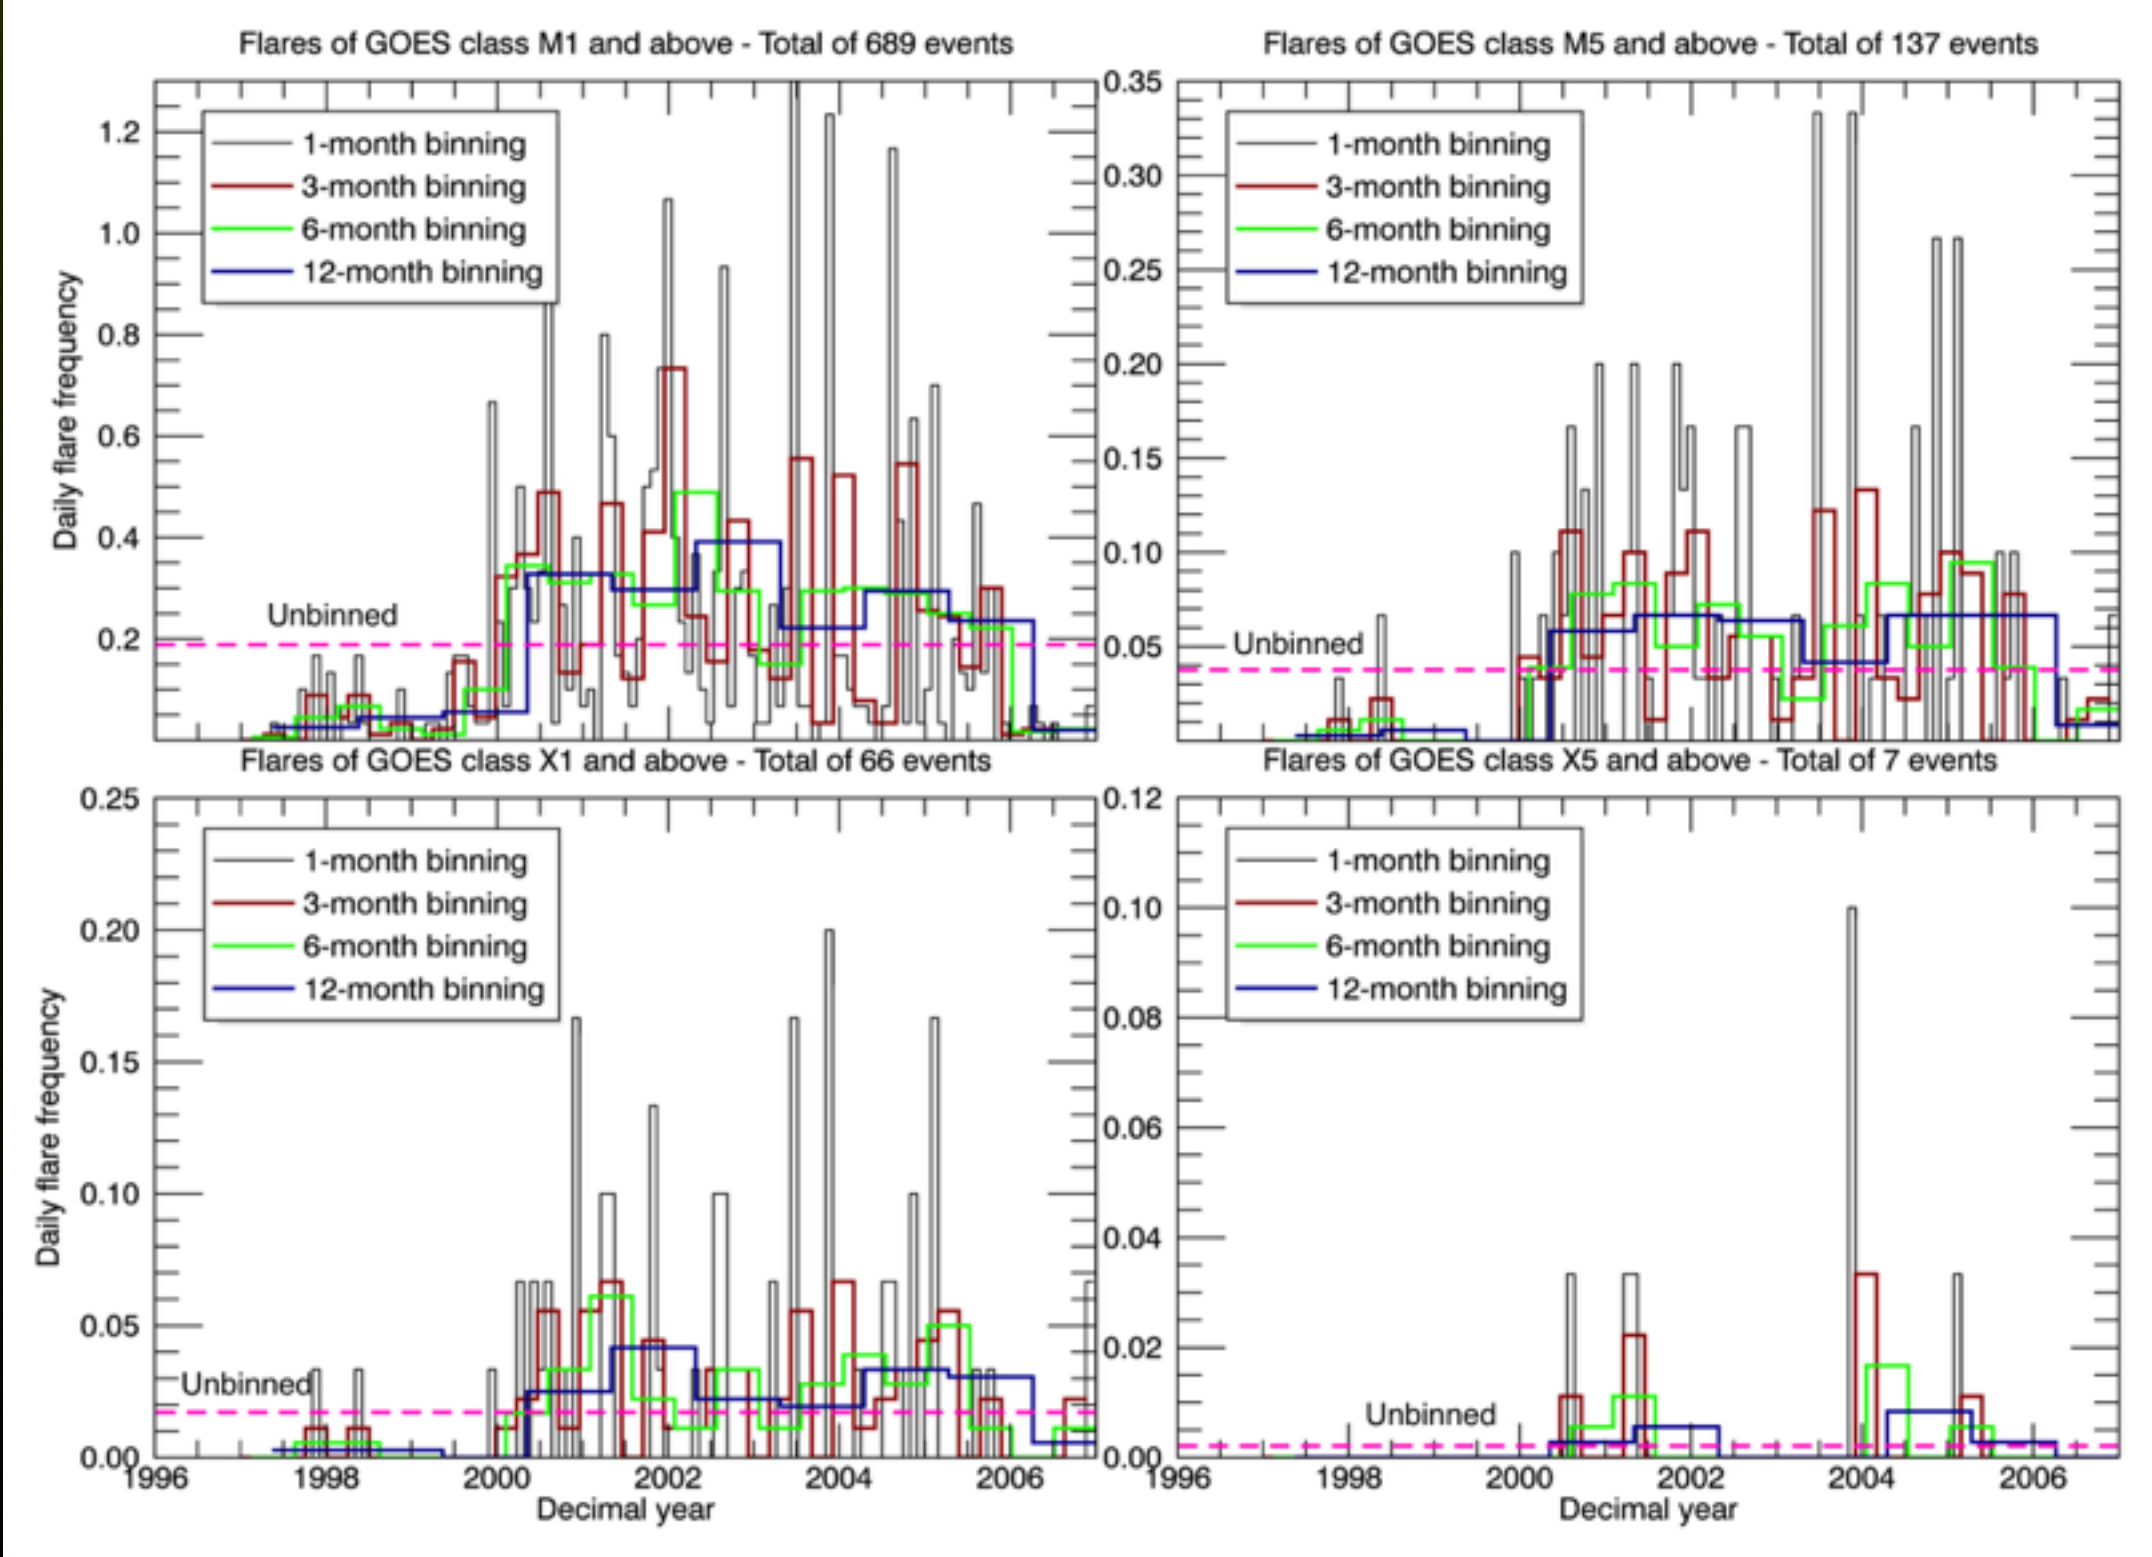 Flares of GOES class M1 and above - Total of 689 events
1.2
1.0
0.8
0.6
0.4
0.2
Daily flare frequency
1-month binning
3-month binning
6-month binning
12-month binning
Unbinned
Flares of GOES class M5 and above - Total of 137 events
0.35
0.30
0.25
0.20
0.15
0.10
0.05
0.00
1-month binning
3-month binning
6-month binning
12-month binning
Unbinned
Flares of GOES class X1 and above - Total of 66 events
0.25
0.20
0.15
0.10
0.05
0.00
Daily flare frequency
1-month binning
3-month binning
6-month binning
12-month binning
Unbinned
1996 1998 2000 2002 2004 2006
Decimal year
Flares of GOES class X5 and above - Total of 7 events
0.12
0.10
0.08
0.06
0.04
0.02
1-month binning
3-month binning
6-month binning
12-month binning
Unbinned
1996 1998 2000 2002 2004 2006
Decimal year